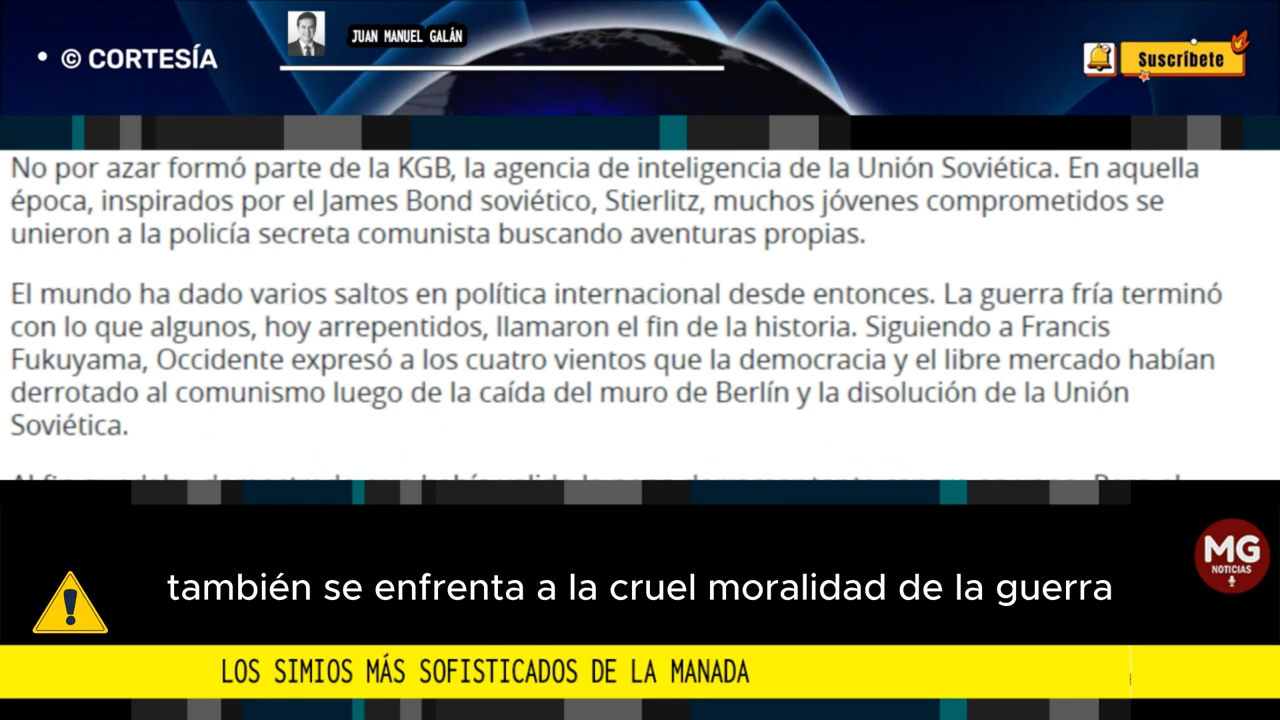 • © CORTESÍA
JUAN MANUEL GALÁN
Suscríbete
No por azar formó parte de la KGB, la agencia de inteligencia de la Unión Soviética. En aquella
época, inspirados por el James Bond soviético, Stierlitz, muchos jóvenes comprometidos se
unieron a la policía secreta comunista buscando aventuras propias.
El mundo ha dado varios saltos en política internacional desde entonces. La guerra fría terminó
con lo que algunos, hoy arrepentidos, llamaron el fin de la historia. Siguiendo a Francis
Fukuyama, Occidente expresó a los cuatro vientos que la democracia y el libre mercado habían
derrotado al comunismo luego de la caída del muro de Berlín y la disolución de la Unión
Soviética.
también se enfrenta a la cruel moralidad de la guerra
MG
NOTICIAS
LOS SIMIOS MÁS SOFISTICADOS DE LA MANADA